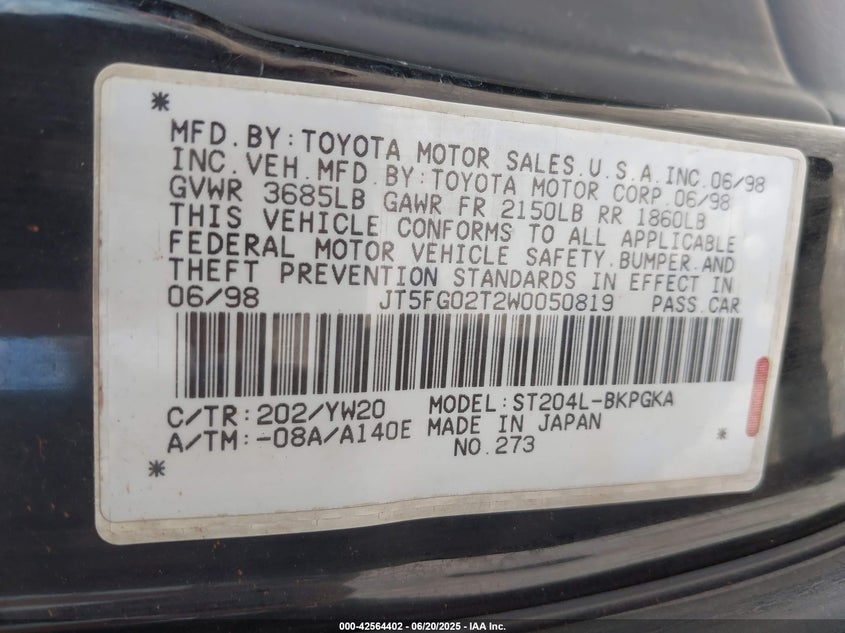 *
MFD.BY:TOYOTA MOTOR SALES.U.S.A.INC.06/98
INC.VEH.MFD.BY:TOYOTA MOTOR CORP.06/98
GVWR 3685LB GAWR FR 2150LB RR 1860LB
THIS VEHICLE CONFORMS TO ALL APPLICABLE
FEDERAL MOTOR VEHICLE SAFETY.BUMPER.AND
THEFT PREVENTION STANDARDS IN EFFECT IN
06/98 JT5FG02T2W0050819 PASS.CAR
C/TR:202/YW20 MODEL:ST204L-BKPGKA
A/TM:-08A/A140E MADE IN JAPAN
* NO.273 *
000-42564402 | 06/20/2025 - IAA Inc.